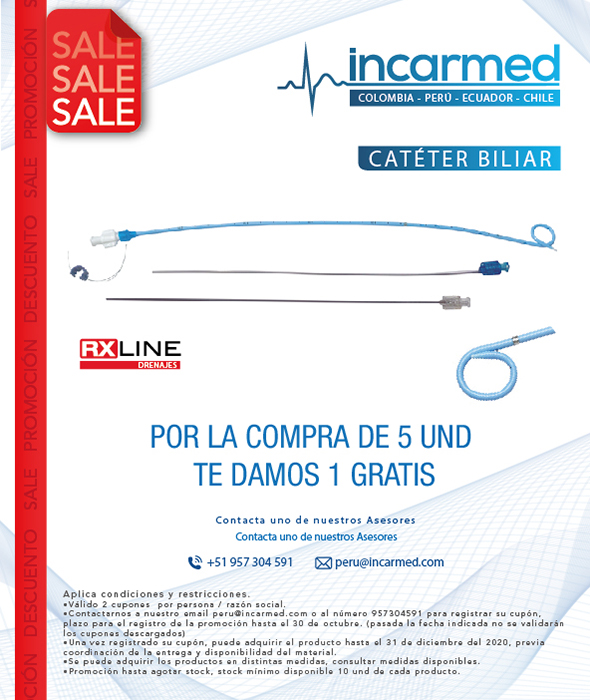 SALE
SALE
SALE
incarmed
COLOMBIA - PERÚ - ECUADOR - CHILE
CATÉTER BILIAR
CIÓN DESCUENTO SALE PROMOCIÓN DESCUENTO SALE PROMOCIÓN
RXLINE
DRENAJES
POR LA COMPRA DE 5 UND
TE DAMOS 1 GRATIS
Contacta uno de nuestros Asesores
Contacta uno de nuestros Asesores
+51 957 304 591 peru@incarmed.com
Aplica condiciones y restricciones.
•Válido 2 cupones por persona / razón social.
•Contactarnos a nuestro email peru@incarmed.com o al número 957304591 para registrar su cupón,
plazo para el registro de la promoción hasta el 30 de octubre. (pasada la fecha indicada no se validarán
los cupones descargados)
•Una vez registrado su cupón, puede adquirir el producto hasta el 31 de diciembre del 2020, previa
coordinación de la entrega y disponibilidad del material.
•Se puede adquirir los productos en distintas medidas, consultar medidas disponibles.
•Promoción hasta agotar stock, stock mínimo disponible 10 und de cada producto.